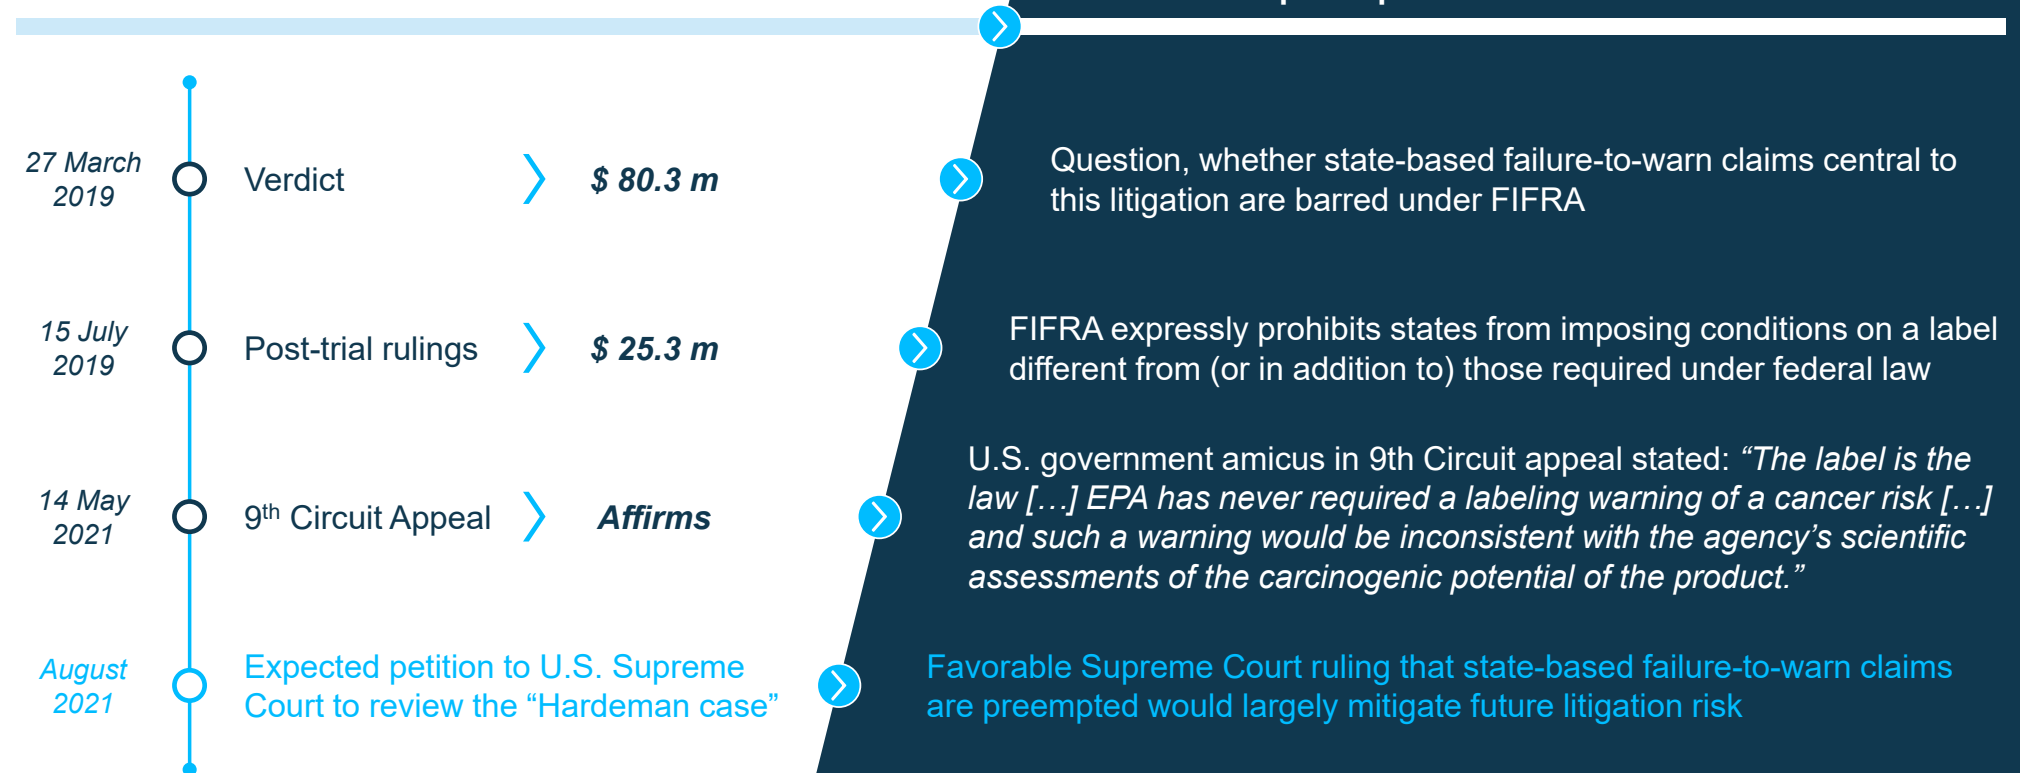 27 March
2019
Verdict
$ 80.3 m
Question, whether state-based failure-to-warn claims central to
this litigation are barred under FIFRA
15 July
2019
Post-trial rulings
$ 25.3 m
FIFRA expressly prohibits states from imposing conditions on a label
different from (or in addition to) those required under federal law
14 May
2021
9th Circuit Appeal
Affirms
U.S. government amicus in 9th Circuit appeal stated: “The label is the
law […] EPA has never required a labeling warning of a cancer risk […]
and such a warning would be inconsistent with the agency’s scientific
assessments of the carcinogenic potential of the product.”
August
2021
Expected petition to U.S. Supreme
Court to review the “Hardeman case”
Favorable Supreme Court ruling that state-based failure-to-warn claims
are preempted would largely mitigate future litigation risk